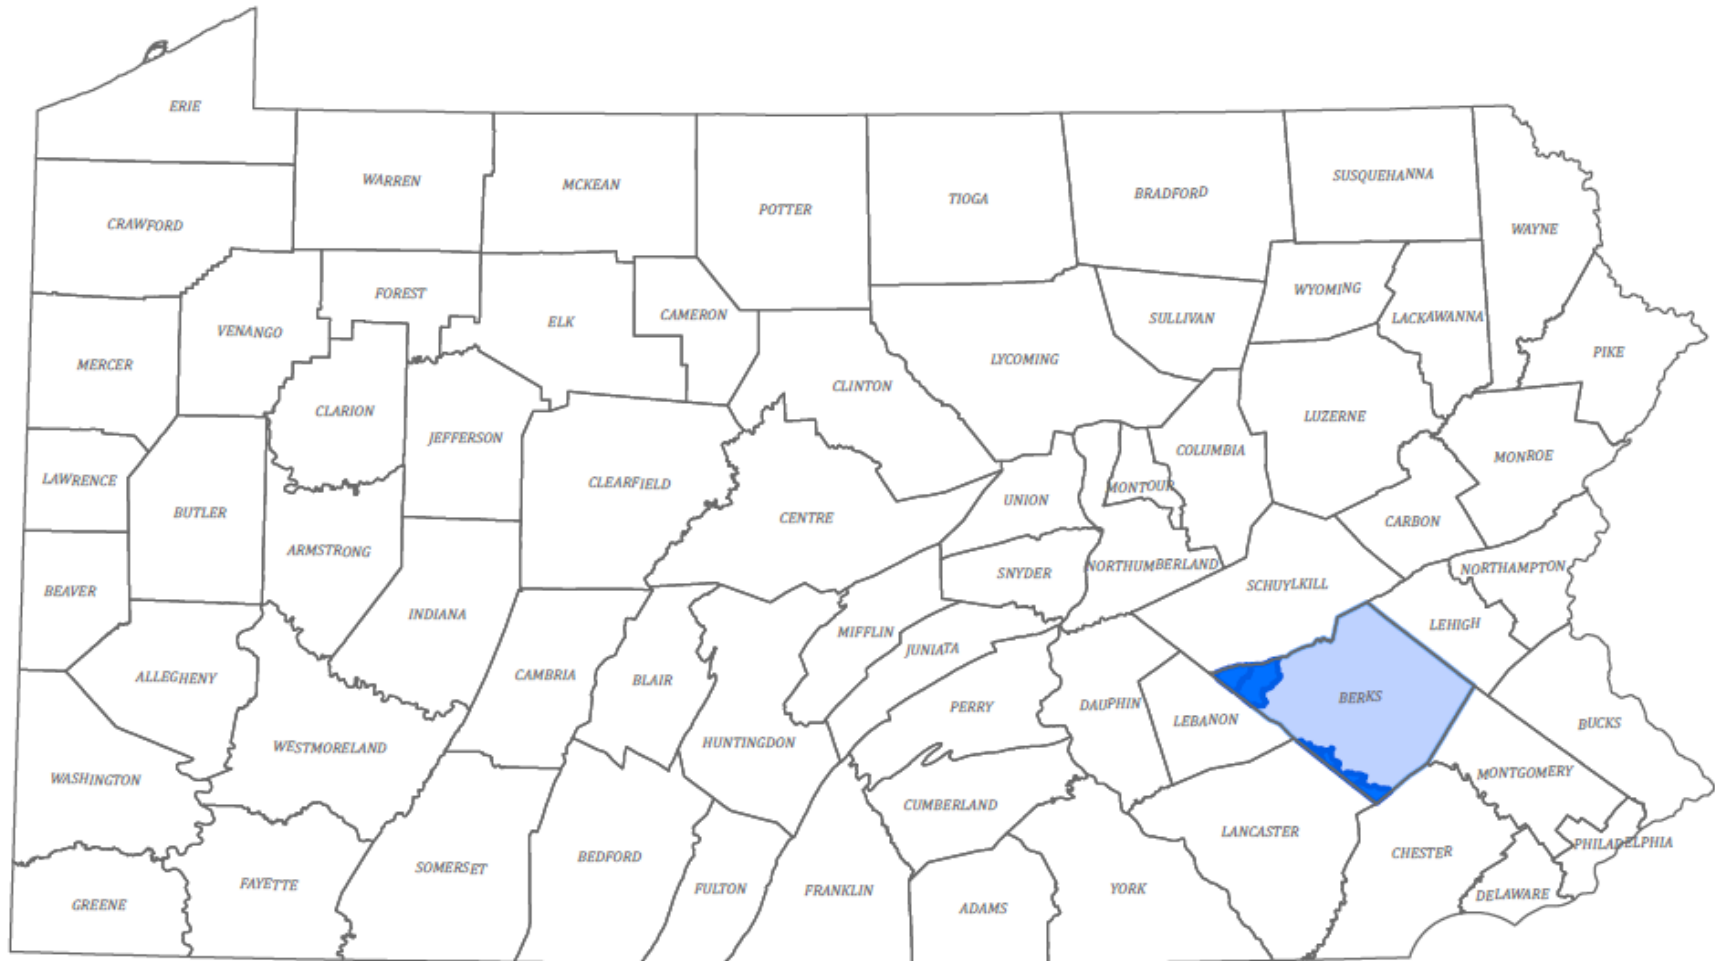 ERIE
WARREN
MCKEAN
POTTER
TIOGA
BRADFORD
SUSQUEHANNA
WAYNE
CRAWFORD
FOREST
VENANGO
ELK
CAMERON
SULLIVAN
WYOMING
LACKAWANNA
PIKE
MERCER
LYCOMING
CLINTON
CLARION
LUZERNE
JEFFERSON
COLUMBIA
MONROE
LAWRENCE
CLEARFIELD
MONTOUR
UNION
BUTLER
CENTRE
CARBON
ARMSTRONG
SNYDER
NORTHUMBERLAND
NORTHAMPTON
BEAVER
SCHUYLKILL
INDIANA
LEHIGH
MIFFLIN
JUNIATA
ALLEGHENY
CAMBRIA
BLAIR
BERKS
DAUPHIN
PERRY
LEBANON
BUCKS
WESTMORELAND
HUNTINGDON
WASHINGTON
MONTGOMERY
CUMBERLAND
LANCASTER
PHILADELPHIA
CHESTER
BEDFORD
SOMERSET
FAYETTE
FULTON
FRANKLIN
YORK
DELAWARE
GREENE
ADAMS